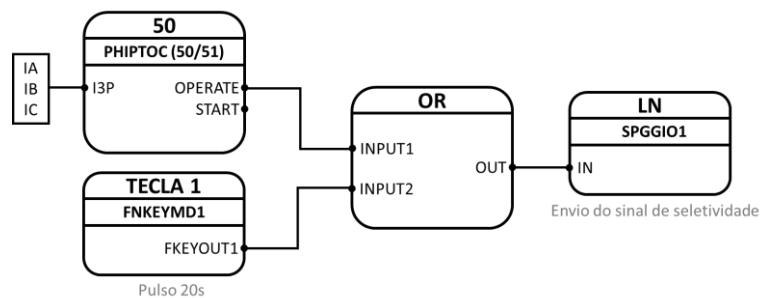 50
PHIPTOC (50/51)
IA
IB
IC
I3P
OPERATE
START
TECLA 1
FNKEYMD1
FKEYOUT1
Pulso 20s
OR
INPUT1
INPUT2
OUT
LN
SPGGIO1
IN
Envio do sinal de seletividade